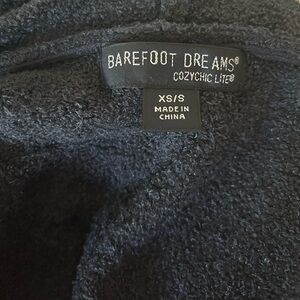 BAREFOOT DREAMS®
COZYCHIC LITE®
XS/S
MADE IN
CHINA